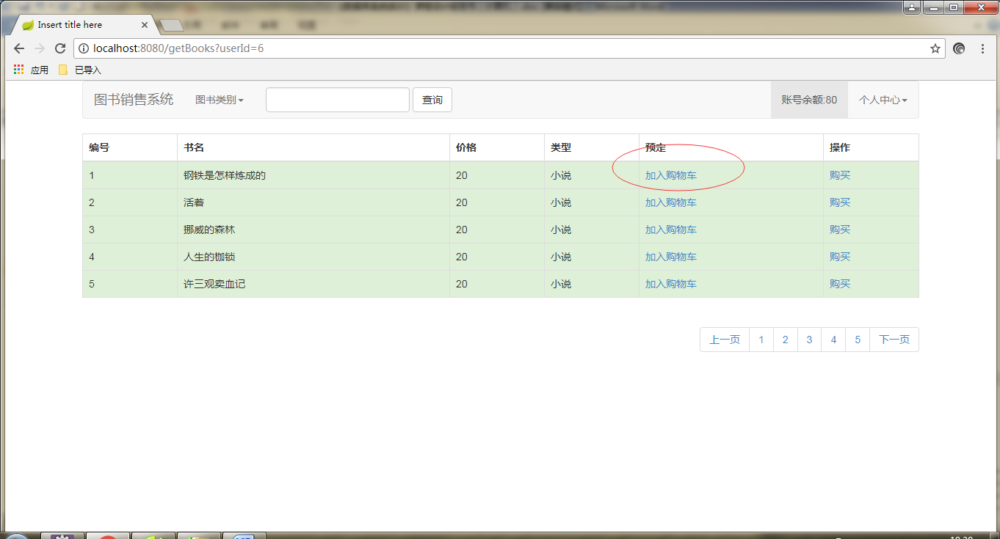 Insert title here
localhost:8080/getBooks?userId=6
应用 已导入
图书销售系统 图书类别 查询 账号余额:80 个人中心
编号 书名 价格 类型 预定 操作
1 钢铁是怎样炼成的 20 小说 加入购物车 购买
2 活着 20 小说 加入购物车 购买
3 挪威的森林 20 小说 加入购物车 购买
4 人生的枷锁 20 小说 加入购物车 购买
5 许三观卖血记 20 小说 加入购物车 购买
上一页 1 2 3 4 5 下一页